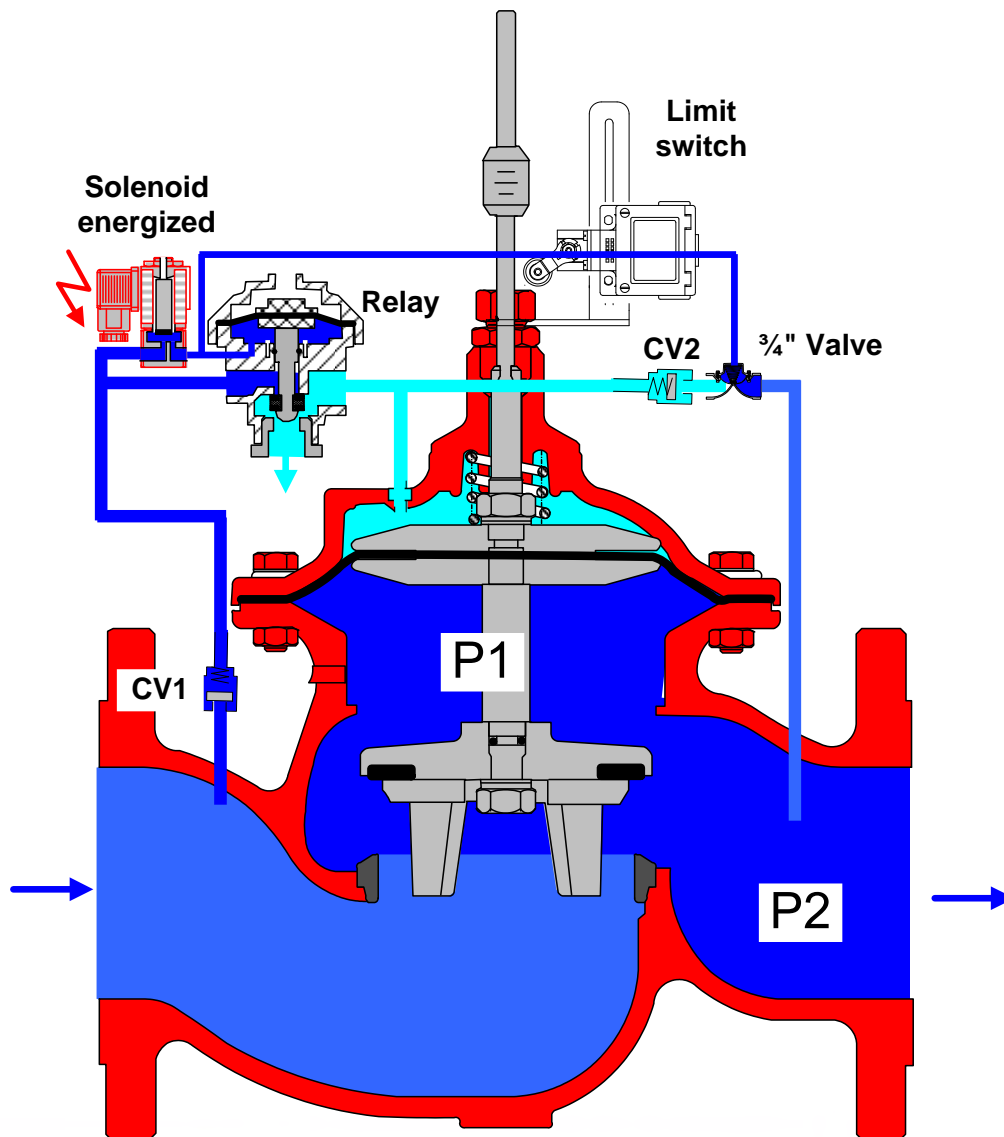 Limit
switch
Solenoid
energized
Relay
CV2
¾" Valve
P1
CV1
P2